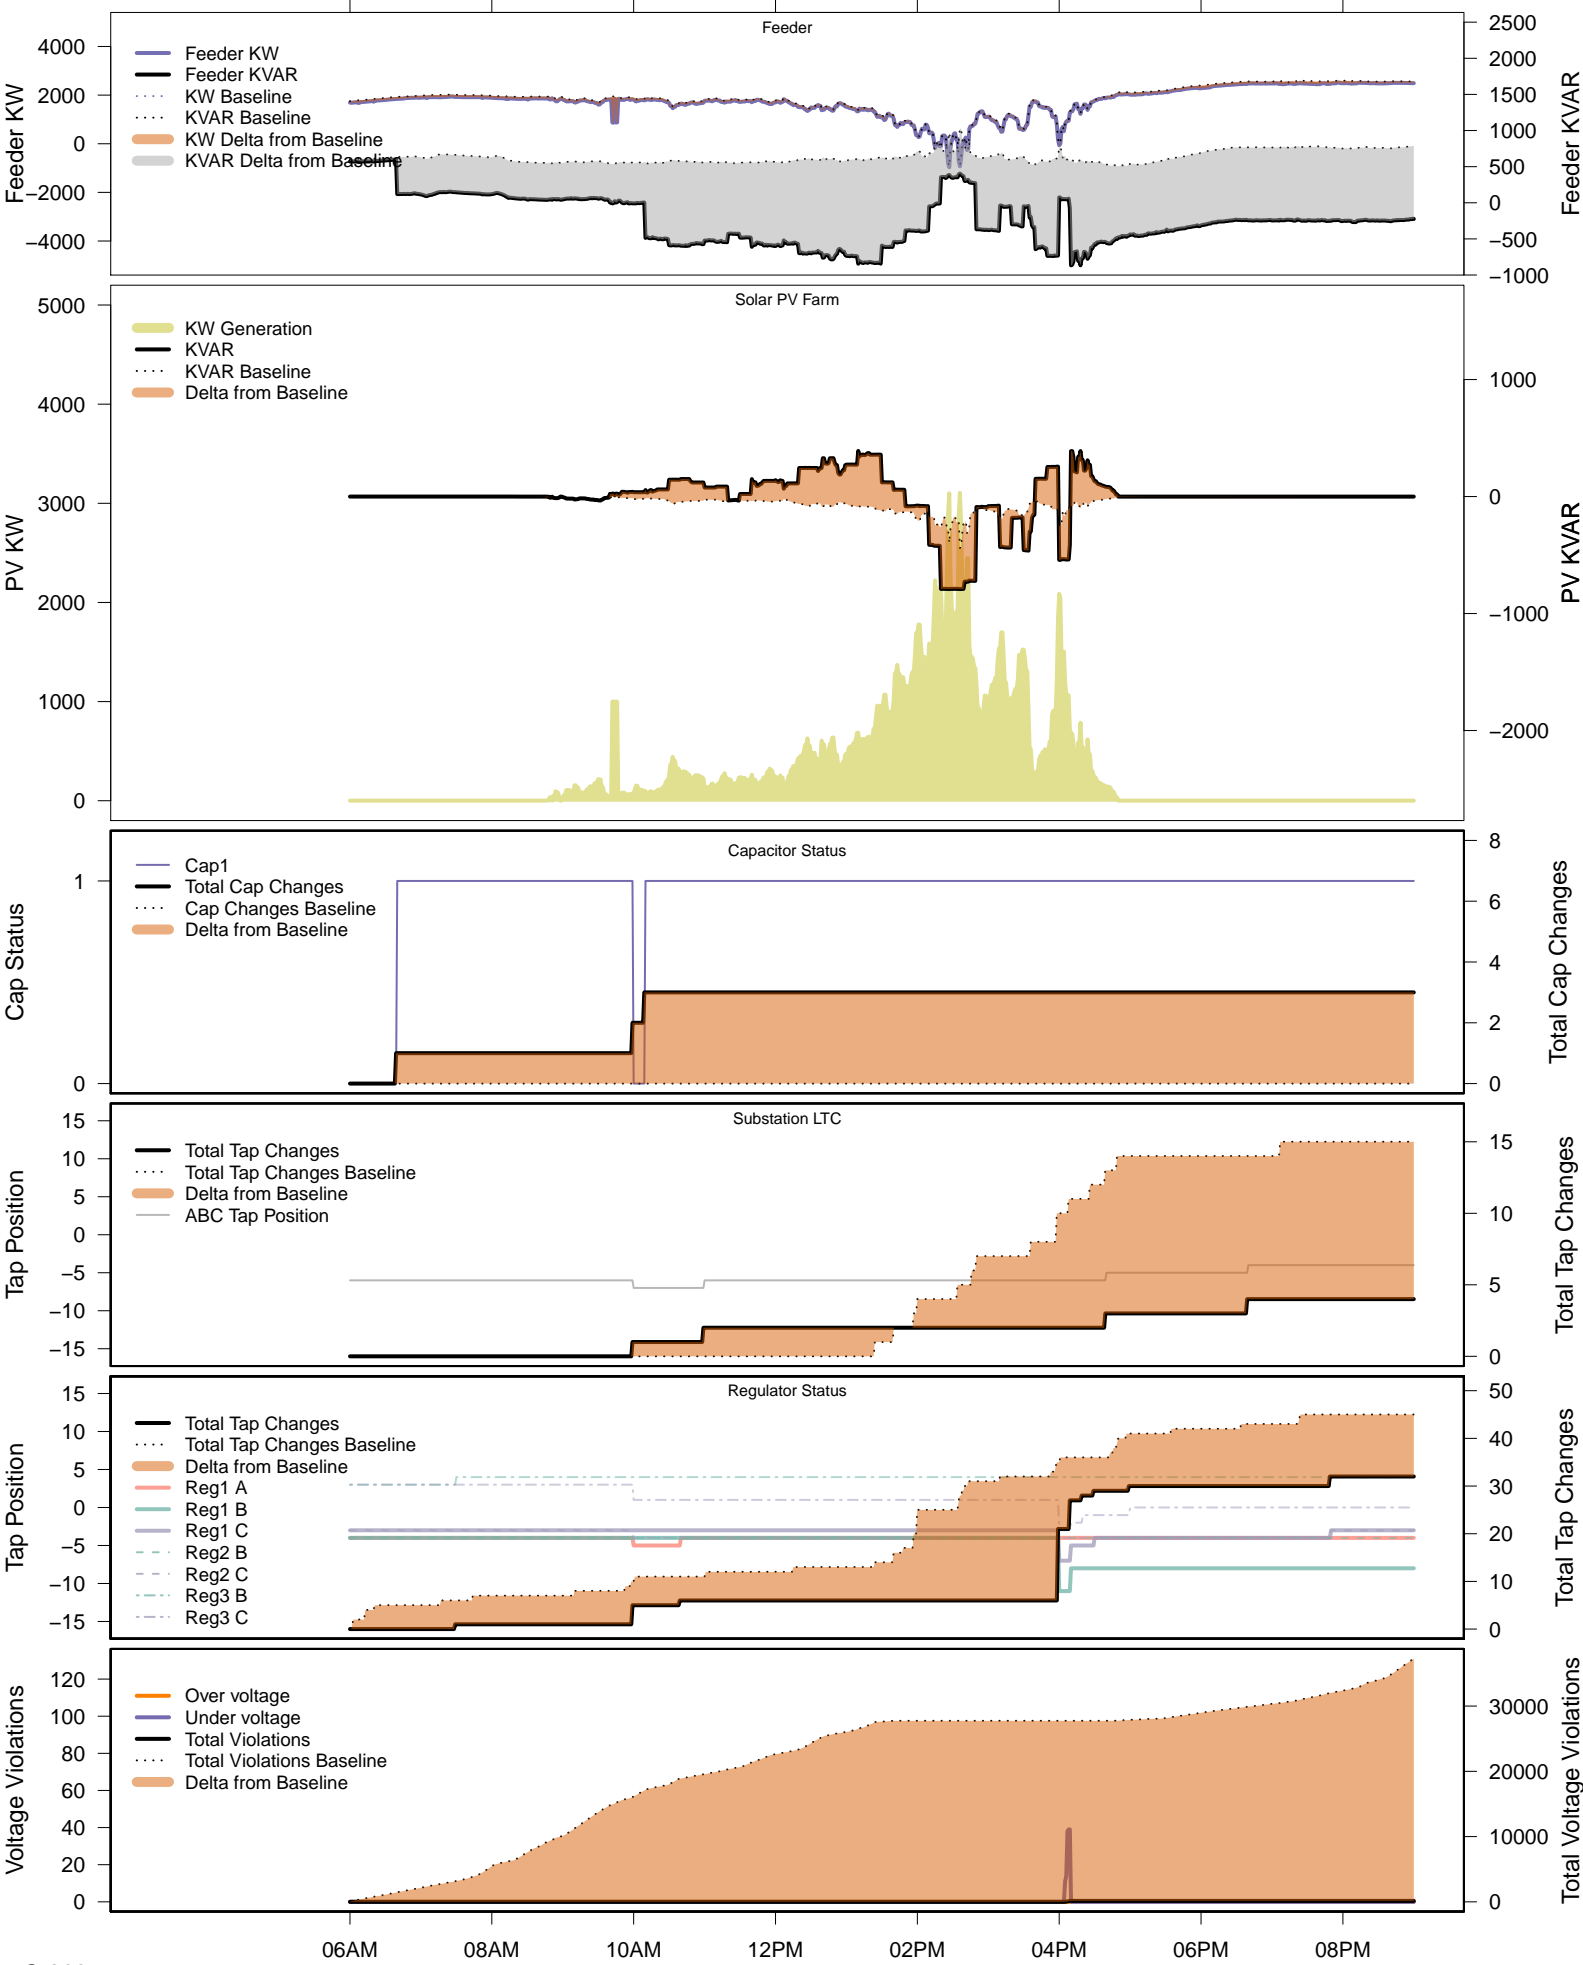 Feeder
4000
2000
0
−2000
−4000
Feeder KW
Feeder KW
Feeder KVAR
KW Baseline
KVAR Baseline
KW Delta from Baseline
KVAR Delta from Baseline
2500
2000
1500
1000
500
0
−500
−1000
Feeder KVAR
Solar PV Farm
5000
4000
3000
2000
1000
0
PV KW
KW Generation
KVAR
KVAR Baseline
Delta from Baseline
1000
0
−1000
−2000
PV KVAR
Capacitor Status
1
0
Cap Status
Cap1
Total Cap Changes
Cap Changes Baseline
Delta from Baseline
8
6
4
2
0
Total Cap Changes
Substation LTC
15
10
5
0
−5
−10
−15
Tap Position
Total Tap Changes
Total Tap Changes Baseline
Delta from Baseline
ABC Tap Position
15
10
5
0
Total Tap Changes
Regulator Status
15
10
5
0
−5
−10
−15
Tap Position
Total Tap Changes
Total Tap Changes Baseline
Delta from Baseline
Reg1 A
Reg1 B
Reg1 C
Reg2 B
Reg2 C
Reg3 B
Reg3 C
50
40
30
20
10
0
Total Tap Changes
120
100
80
60
40
20
0
Voltage Violations
Over voltage
Under voltage
Total Violations
Total Violations Baseline
Delta from Baseline
30000
20000
10000
0
Total Voltage Violations
06AM 08AM 10AM 12PM 02PM 04PM 06PM 08PM